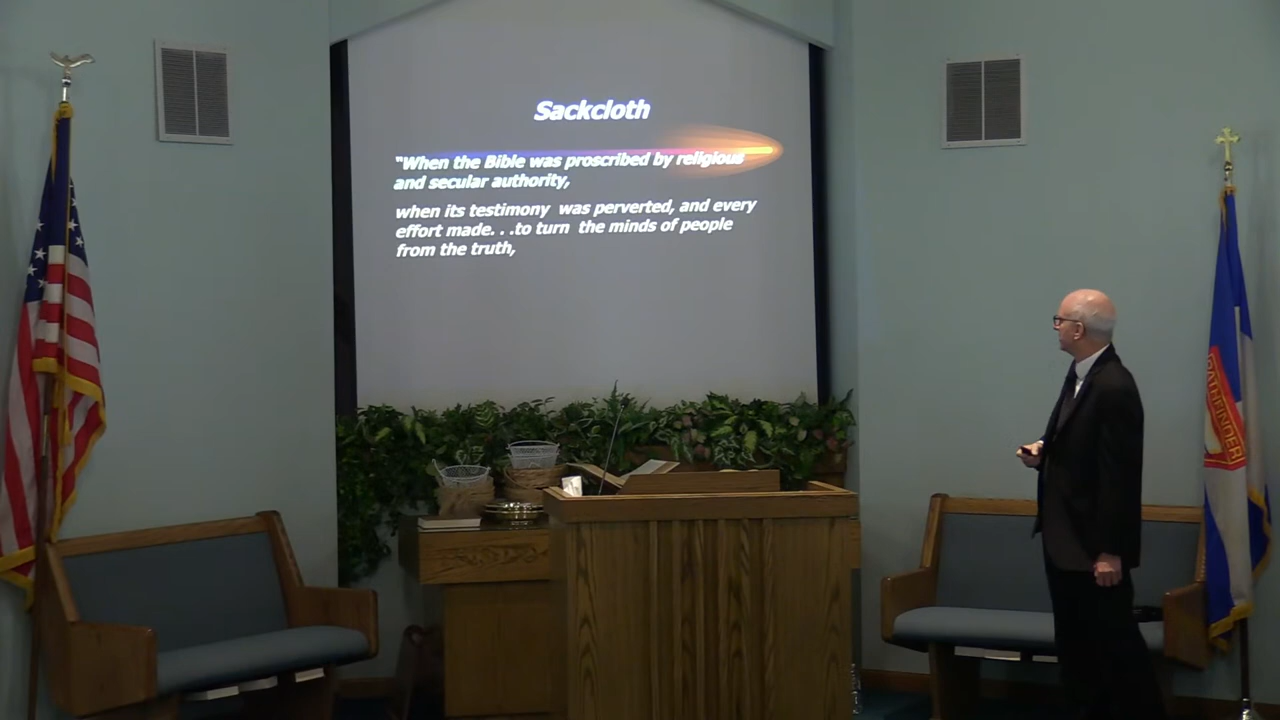 Sackcloth
"When the Bible was proscribed by religious
and secular authority,
when its testimony was perverted, and every
effort made. . .to turn the minds of people
from the truth,
PATHFINDER